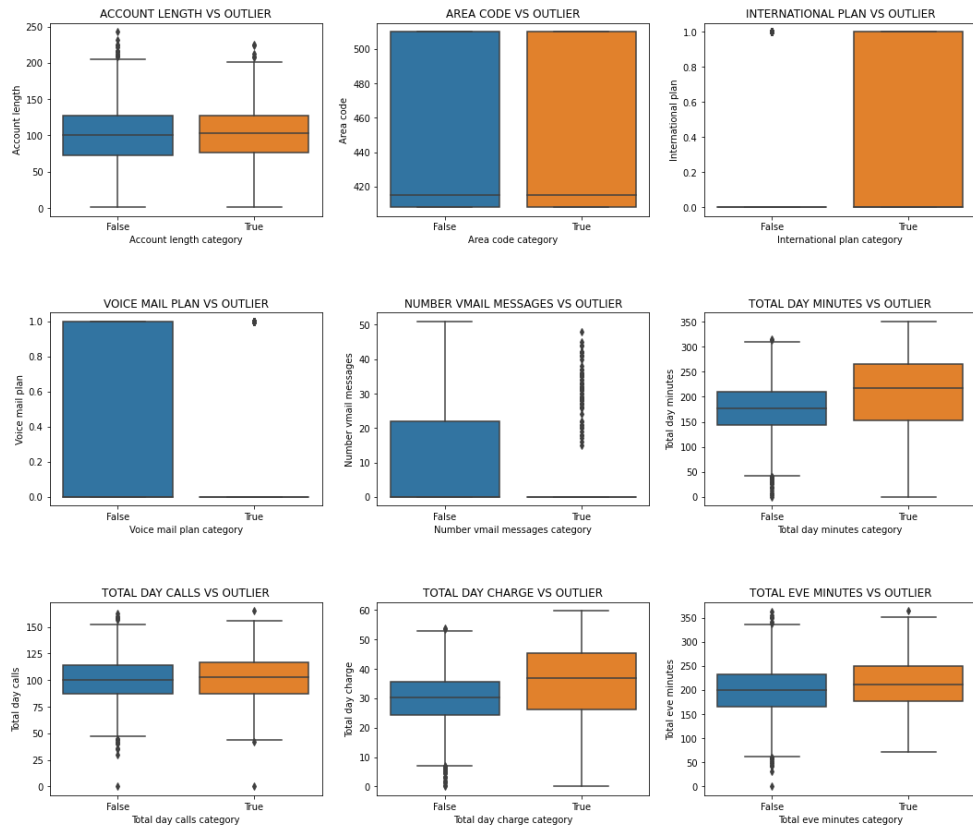 ACCOUNT LENGTH VS OUTLIER
250
200
150
100
50
0
Account length
False
True
Account length category
AREA CODE VS OUTLIER
500
480
460
440
420
Area code
False
True
Area code category
INTERNATIONAL PLAN VS OUTLIER
1.0
0.8
0.6
0.4
0.2
0.0
International plan
False
True
International plan category
VOICE MAIL PLAN VS OUTLIER
1.0
0.8
0.6
0.4
0.2
0.0
Voice mail plan
False
True
Voice mail plan category
NUMBER VMAIL MESSAGES VS OUTLIER
50
40
30
20
10
0
Number vmail messages
False
True
Number vmail messages category
TOTAL DAY MINUTES VS OUTLIER
350
300
250
200
150
100
50
0
Total day minutes
False
True
Total day minutes category
TOTAL DAY CALLS VS OUTLIER
150
125
100
75
50
25
0
Total day calls
False
True
Total day calls category
TOTAL DAY CHARGE VS OUTLIER
60
50
40
30
20
10
0
Total day charge
False
True
Total day charge category
TOTAL EVE MINUTES VS OUTLIER
350
300
250
200
150
100
50
0
Total eve minutes
False
True
Total eve minutes category